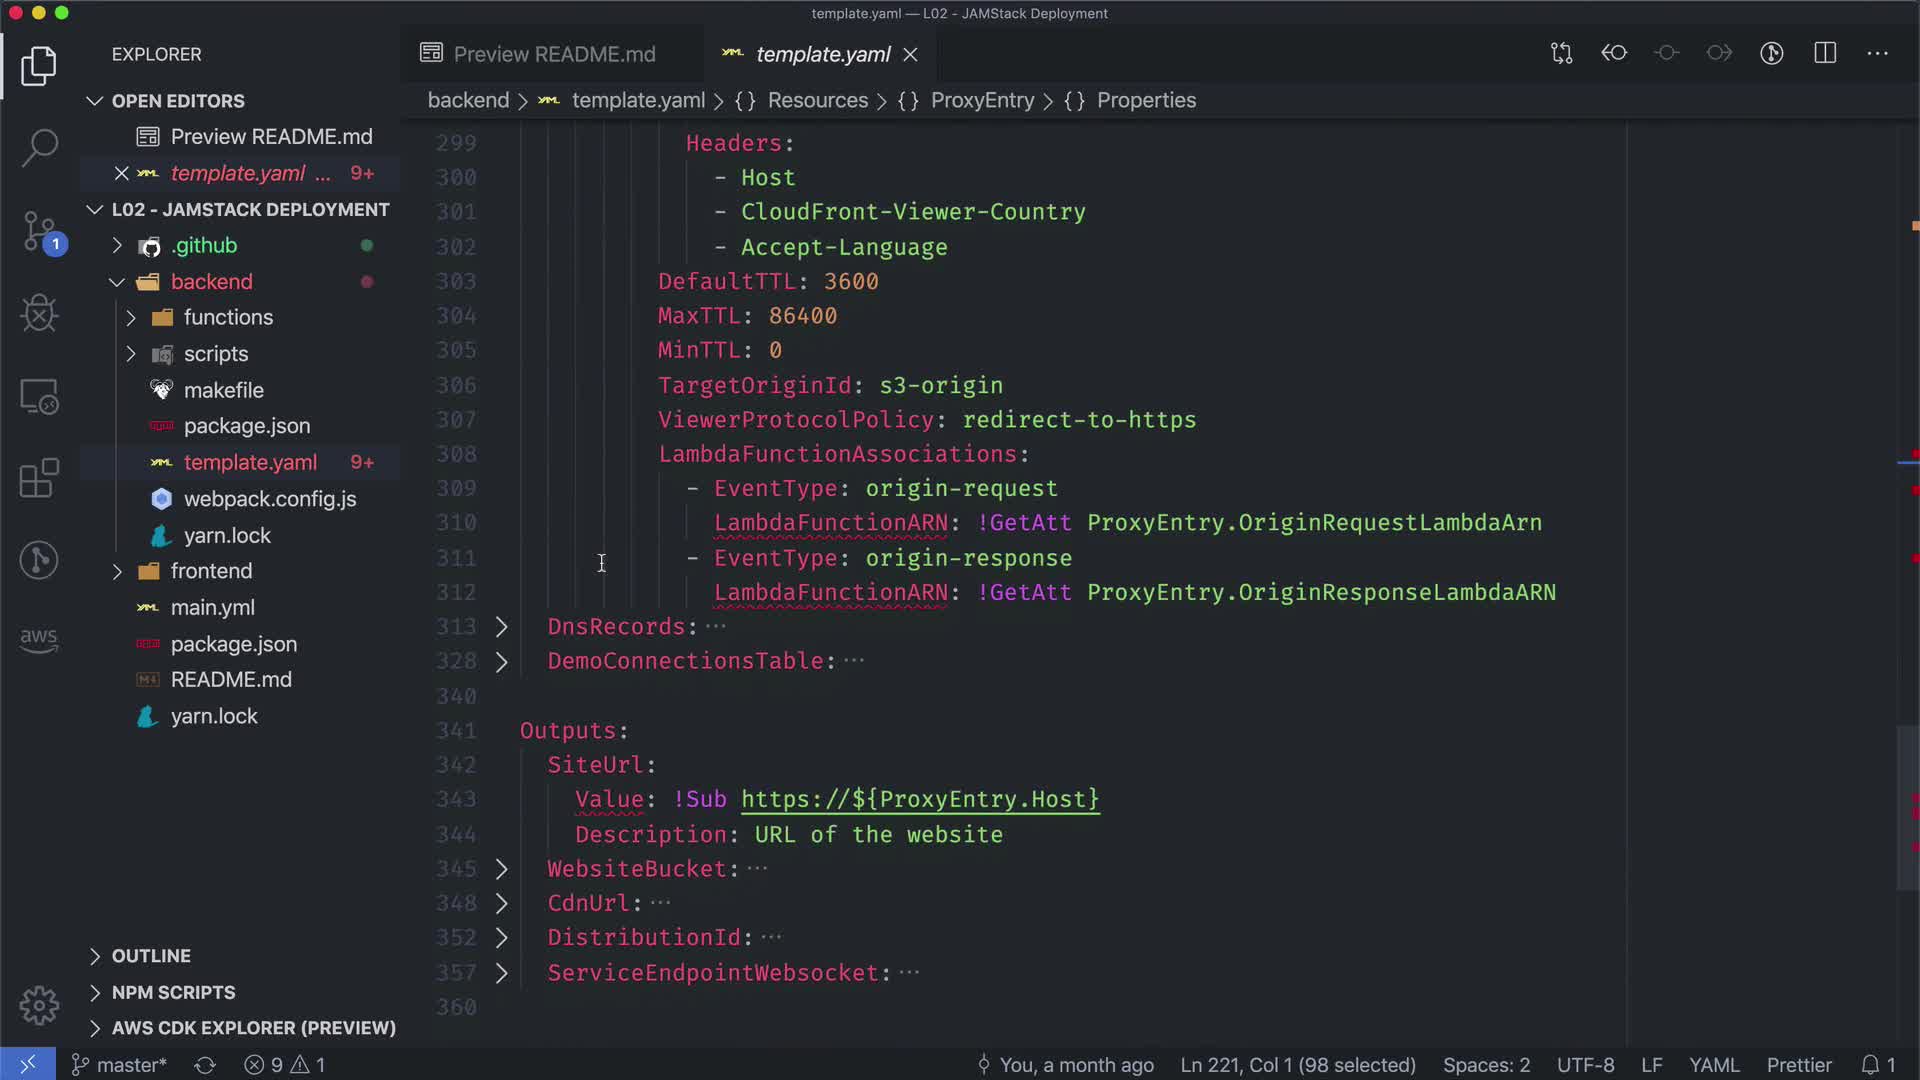 template.yaml — L02 - JAMStack Deployment
EXPLORER
OPEN EDITORS
Preview README.md
template.yaml ... 9+
L02 - JAMSTACK DEPLOYMENT
.github
backend
functions
scripts
makefile
package.json
template.yaml 9+
webpack.config.js
yarn.lock
frontend
main.yml
package.json
README.md
yarn.lock
OUTLINE
NPM SCRIPTS
AWS CDK EXPLORER (PREVIEW)
1
aws
Preview README.md
template.yaml
backend > template.yaml > {} Resources > {} ProxyEntry > {} Properties
299 Headers:
300 - Host
301 - CloudFront-Viewer-Country
302 - Accept-Language
303 DefaultTTL: 3600
304 MaxTTL: 86400
305 MinTTL: 0
306 TargetOriginId: s3-origin
307 ViewerProtocolPolicy: redirect-to-https
308 LambdaFunctionAssociations:
309 - EventType: origin-request
310 LambdaFunctionARN: !GetAtt ProxyEntry.OriginRequestLambdaArn
311 - EventType: origin-response
312 LambdaFunctionARN: !GetAtt ProxyEntry.OriginResponseLambdaARN
313 DnsRecords:···
328 DemoConnectionsTable:···
340
341 Outputs:
342 SiteUrl:
343 Value: !Sub https://${ProxyEntry.Host}
344 Description: URL of the website
345 WebsiteBucket:···
348 CdnUrl:···
352 DistributionId:···
357 ServiceEndpointWebsocket:···
360
master* 9 1
You, a month ago Ln 221, Col 1 (98 selected) Spaces: 2 UTF-8 LF YAML Prettier 1